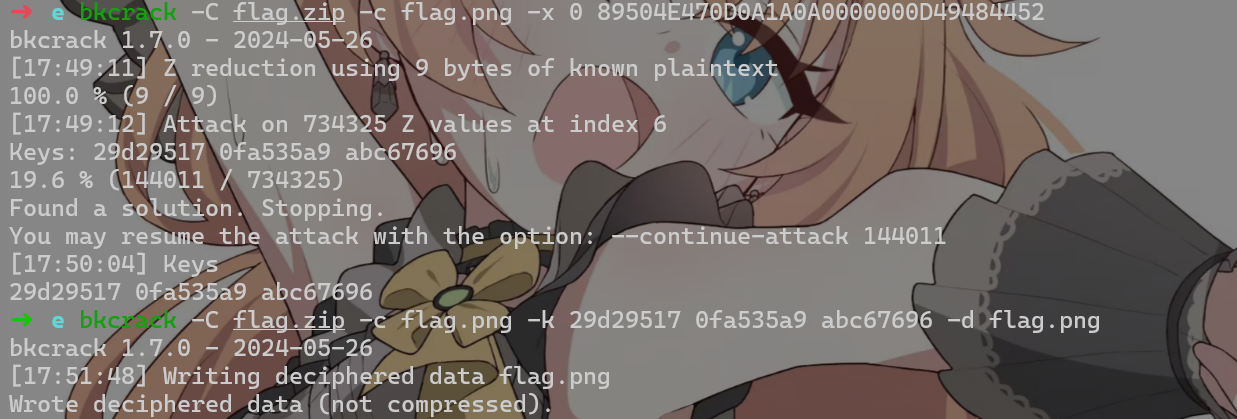 → e bkcrack -C flag.zip -c flag.png -x 0 89504E470D0A1A0A0000000D49484452
bkcrack 1.7.0 - 2024-05-26
[17:49:11] Z reduction using 9 bytes of known plaintext
100.0 % (9 / 9)
[17:49:12] Attack on 734325 Z values at index 6
Keys: 29d29517 0fa535a9 abc67696
19.6 % (144011 / 734325)
Found a solution. Stopping.
You may resume the attack with the option: --continue-attack 144011
[17:50:04] Keys
29d29517 0fa535a9 abc67696
→ e bkcrack -C flag.zip -c flag.png -k 29d29517 0fa535a9 abc67696 -d flag.png
bkcrack 1.7.0 - 2024-05-26
[17:51:48] Writing deciphered data flag.png
Wrote deciphered data (not compressed).